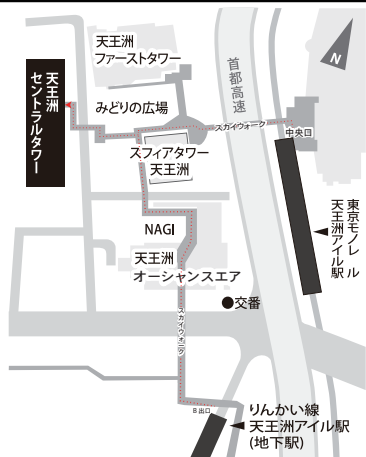 天王洲
ファーストタワー
首都高速
N
天王洲
セントラルタワー
みどりの広場
スカイウォーク
中央口
スフィアタワー
天王洲
東京モノレール
天王洲アイル駅
NAGI
天王洲
オーシャンスエア
●交番
スカイウォーク
B出口
りんかい線
天王洲アイル駅
(地下駅)